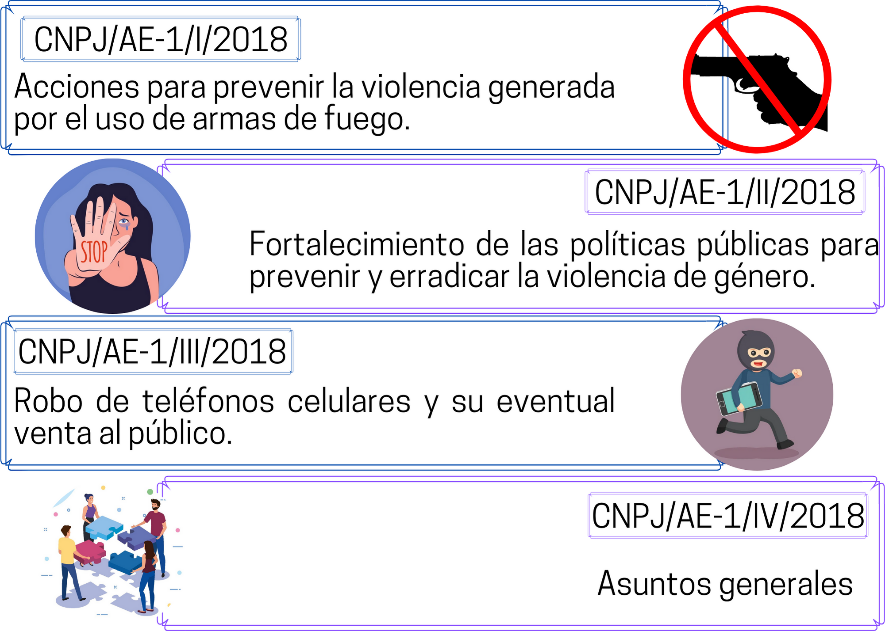 CNPJ/AE-1/I/2018
Acciones para prevenir la violencia generada
por el uso de armas de fuego.
CNPJ/AE-1/II/2018
STOP
Fortalecimiento de las políticas públicas para
prevenir y erradicar la violencia de género.
CNPJ/AE-1/III/2018
Robo de teléfonos celulares y su eventual
venta al público.
CNPJ/AE-1/IV/2018
Asuntos generales